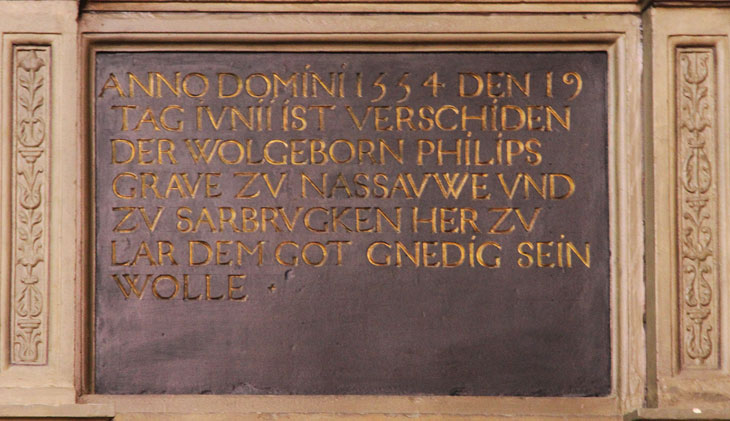 ANNO DOMINI 1554 DEN 19
TAG IVNII IST VERSCHIDEN
DER WOLGEBORN PHILIPS
GRAVE ZV NASSAVWE VND
ZV SARBRVCKEN HER ZV
LAR DEM GOT GNEDIG SEIN
WOLLE ·